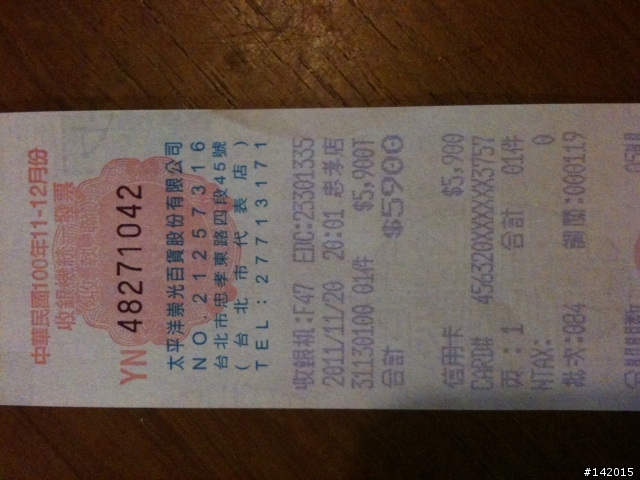 中華民國100年11-12月份
收銀機統一發票
YN 48271042
太平洋崇光百貨股份有限公司
NO.21257316
台北市忠孝東路四段45號
(台北市代表店)
TEL:27713171
收銀機:F47 EDC:23301335
2011/11/20 20:01 忠孝店
31130100 01件 $5,900T
合計 $5900
信用卡 $5,900
CARD# 456320XXXXXX3757
頁:1 合計 01件
NTAX: 0
批次:084 調閱:000119
#142015